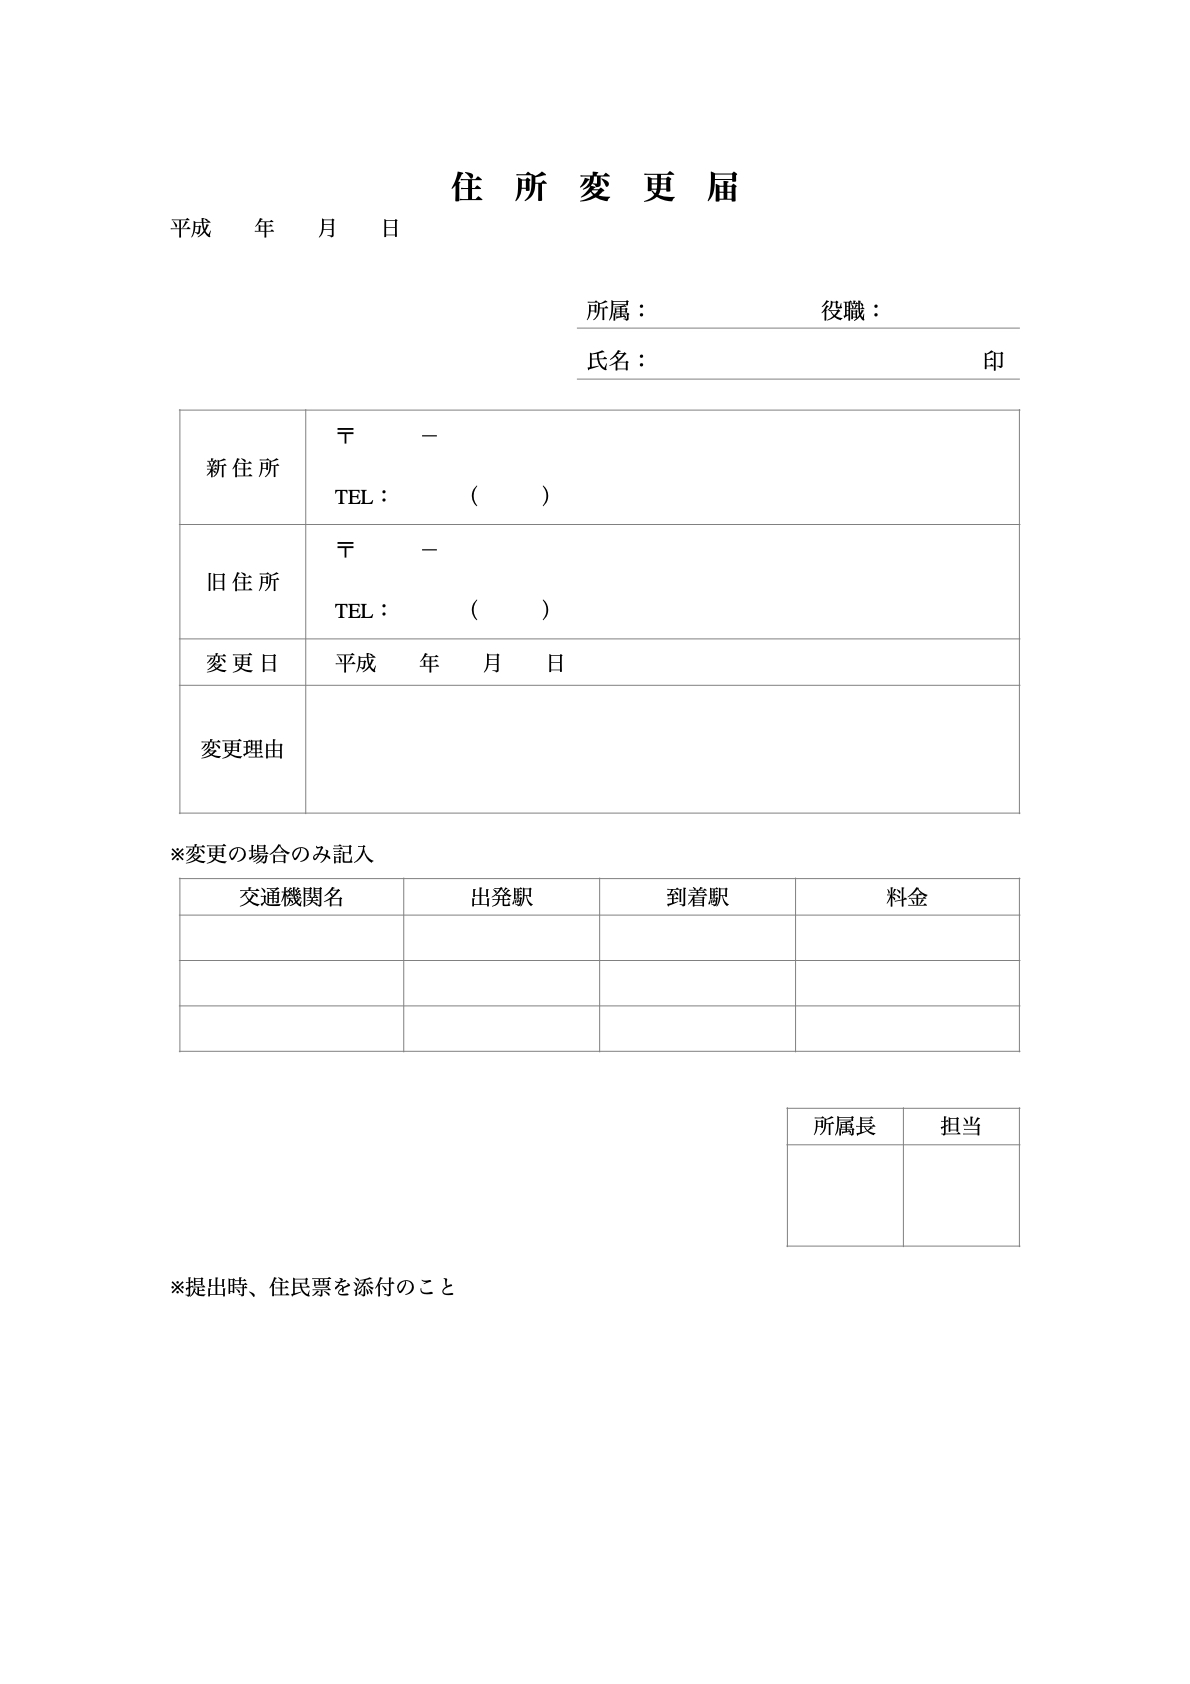 住　所　変　更　届
平成　　年　　月　　日
所属：　　　　　　　　役職：
氏名：　　　　　　　　　　　　　　　　印
〒　　　－
新 住 所
TEL：　　　　（　　　）
〒　　　－
旧 住 所
TEL：　　　　（　　　）
変 更 日　　平成　　年　　月　　日
変更理由
※変更の場合のみ記入
交通機関名　出発駅　到着駅　料金
所属長　担当
※提出時、住民票を添付のこと